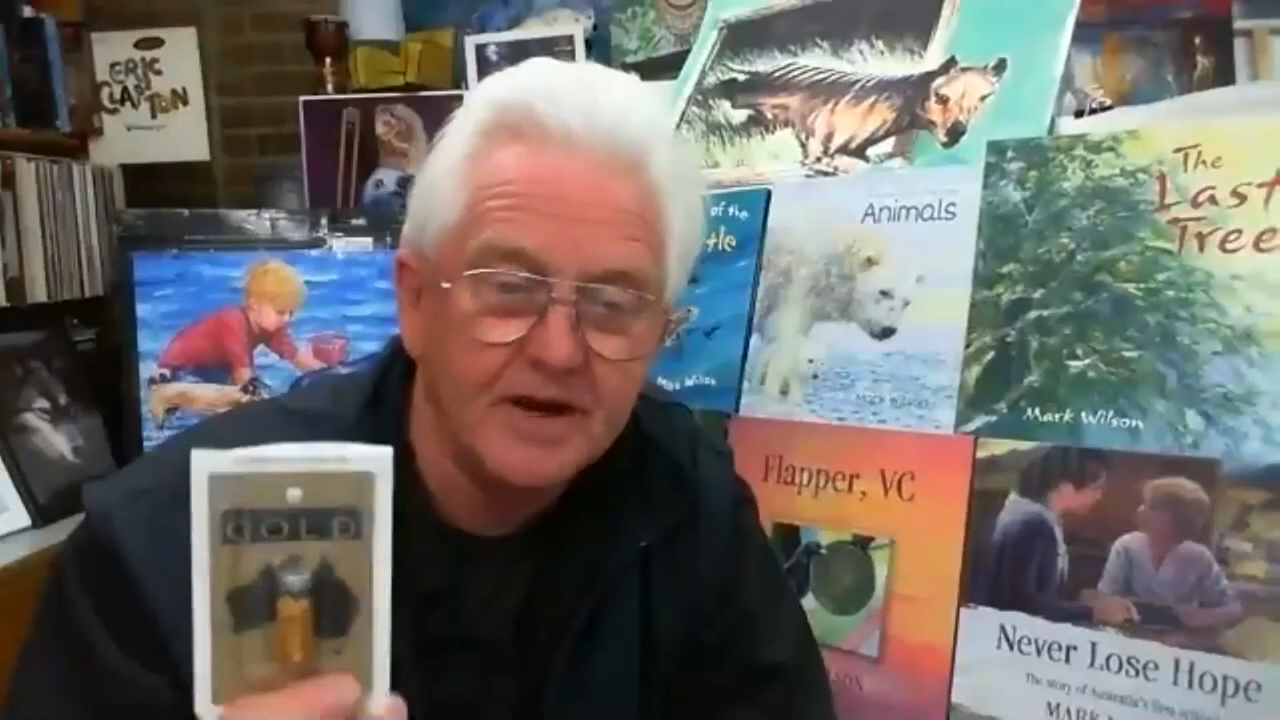 ERIC
CLAPTON
of the
tle
Mark Wilson
Animals
MARK WILSON
The
Last
Tree
Mark Wilson
GOLD
Flapper, VC
Never Lose Hope
The story of Australia's first
MARK